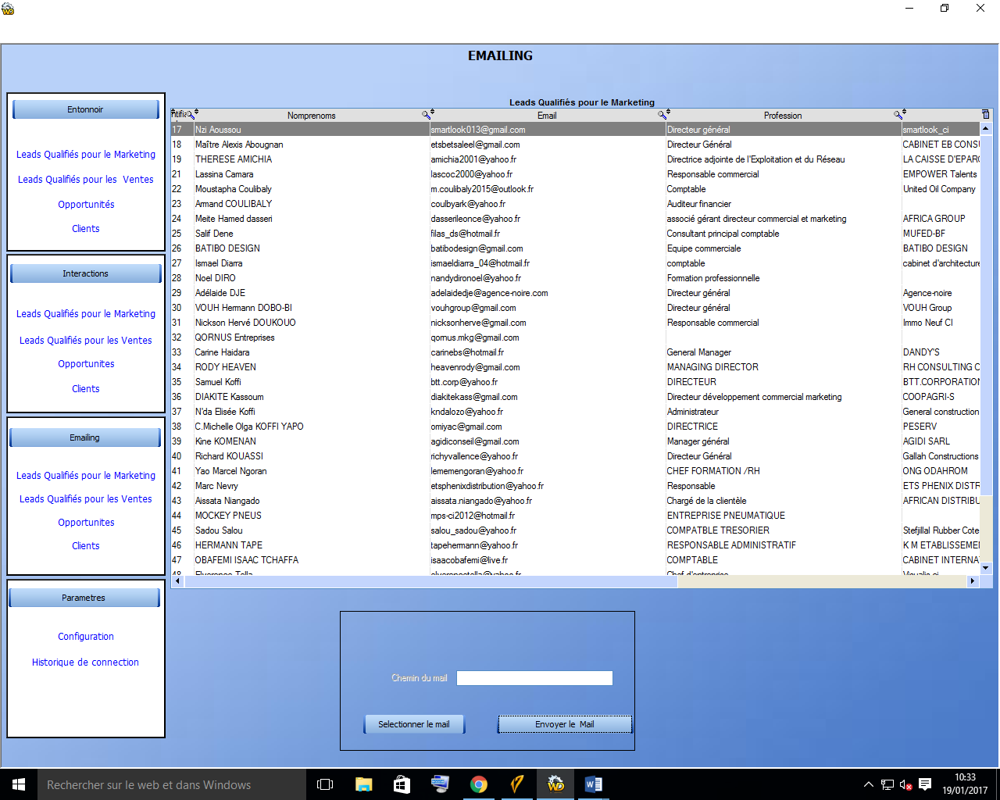 EMAILING
Entonnoir
Leads Qualifiés pour le Marketing
Leads Qualifiés pour les Ventes
Opportunités
Clients
Interactions
Leads Qualifiés pour le Marketing
Leads Qualifiés pour les Ventes
Opportunites
Clients
Emailing
Leads Qualifiés pour le Marketing
Leads Qualifiés pour les Ventes
Opportunites
Clients
Parametres
Configuration
Historique de connection
Leads Qualifiés pour le Marketing
Nomprenoms Email Profession
17 Nzi Aoussou smartlook013@gmail.com Directeur général smartlook_ci
18 Maître Alexis Abougnan etsbetsaleel@gmail.com Directeur Général CABINET EB CONSU
19 THERESE AMICHIA amichia2001@yahoo.fr Directrice adjointe de l'Exploitation et du Réseau LA CAISSE D'EPARG
21 Lassina Camara lascoc2000@yahoo.fr Responsable commercial EMPOWER Talents
22 Moustapha Coulibaly m.coulibaly2015@outlook.fr Comptable United Oil Company
23 Armand COULIBALY coulbyark@yahoo.fr Auditeur financier
24 Meite Hamed dasseri dasserileonce@yahoo.fr associé gérant directeur commercial et marketing AFRICA GROUP
25 Salif Dene filas_ds@hotmail.fr Consultant principal comptable MUFED-BF
26 BATIBO DESIGN batibodesign@gmail.com Equipe commerciale BATIBO DESIGN
27 Ismael Diarra ismaeldiarra_04@hotmail.fr comptable cabinet d'architecture
28 Noel DIRO nandydironoel@yahoo.fr Formation professionnelle
29 Adélaide DJE adelaidedje@agence-noire.com Directeur général Agence-noire
30 VOUH Hermann DOBO-BI vouhgroup@gmail.com Directeur général VOUH Group
31 Nickson Hervé DOUKOUO nicksonherve@gmail.com Responsable commercial Immo Neuf CI
32 QORNUS Entreprises qornus.mkg@gmail.com
33 Carine Haidara carinebs@hotmail.fr General Manager DANDY'S
34 RODY HEAVEN heavenrody@gmail.com MANAGING DIRECTOR RH CONSULTING C
35 Samuel Koffi btt.corp@yahoo.fr DIRECTEUR BTT.CORPORATION
36 DIAKITE Kassoum diakitekass@gmail.com Directeur développement commercial marketing COOPAGRI-S
37 N'da Elisée Koffi kndalozo@yahoo.fr Administrateur General construction
38 C.Michelle Olga KOFFI YAPO omiyac@gmail.com DIRECTRICE PESERV
39 Kine KOMENAN agidiconseil@gmail.com Manager général AGIDI SARL
40 Richard KOUASSI richyvallence@yahoo.fr Directeur Général Gallah Constructions
41 Yao Marcel Ngoran lememengoran@yahoo.fr CHEF FORMATION /RH ONG ODAHROM
42 Marc Nevry etsphenixdistribution@yahoo.fr Responsable ETS PHENIX DISTR
43 Aissata Niangado aissata.niangado@yahoo.fr Chargé de la clientèle AFRICAN DISTRIBU
44 MOCKEY PNEUS mps-ci2012@hotmail.fr ENTREPRISE PNEUMATIQUE
45 Sadou Salou salou_sadou@yahoo.fr COMPATBLE TRESORIER Stefjillal Rubber Cote
46 HERMANN TAPE tapehermann@yahoo.fr RESPONSABLE ADMINISTRATIF K M ETABLISSEME
47 OBAFEMI ISAAC TCHAFFA isaacobafemi@live.fr COMPTABLE CABINET INTERNA
Chemin du mail
Selectionner le mail Envoyer le Mail
Rechercher sur le web et dans Windows
10:33
19/01/2017